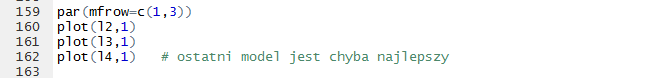 159 par(mfrow=c(1,3))
160 plot(l2,1)
161 plot(l3,1)
162 plot(l4,1)   # ostatni model jest chyba najlepszy
163